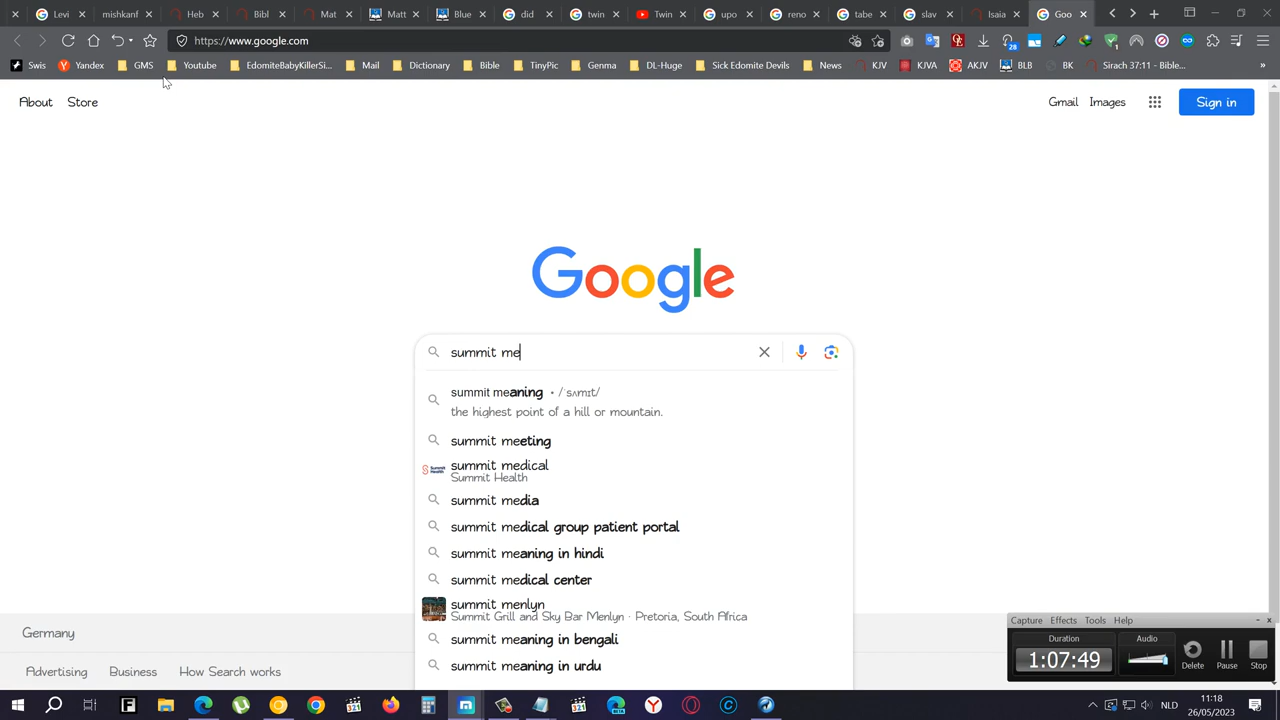 Levi
mishkanf
Heb
Bibl
Mat
Matt
Blue
did
twin
Twin
upo
reno
tabe
slav
Isaia
Goo
https://www.google.com
28
1
Swis
Yandex
GMS
Youtube
EdomiteBabyKillerSi...
Mail
Dictionary
Bible
TinyPic
Genma
DL-Huge
Sick Edomite Devils
News
KJV
KJVA
AKJV
BLB
BK
Sirach 37:11 - Bible...
»
About
Store
Gmail
Images
Sign in
Google
summit me
summit meaning • /ˈsʌmɪt/
the highest point of a hill or mountain.
summit meeting
summit medical
Summit Health
summit media
summit medical group patient portal
summit meaning in hindi
summit medical center
summit menlyn
Summit Grill and Sky Bar Menlyn · Pretoria, South Africa
summit meaning in bengali
summit meaning in urdu
Germany
Advertising
Business
How Search works
Capture Effects Tools Help
Duration
Audio
1:07:49
Delete
Pause
Stop
BETA
NLD
11:18
26/05/2023